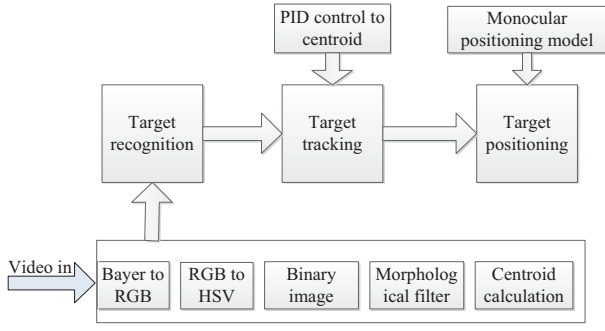 PID control to
centroid
Monocular
positioning model
Target
recognition
Target
tracking
Target
positioning
Video in
Bayer to
RGB
RGB to
HSV
Binary
image
Morpholog
ical filter
Centroid
calculation